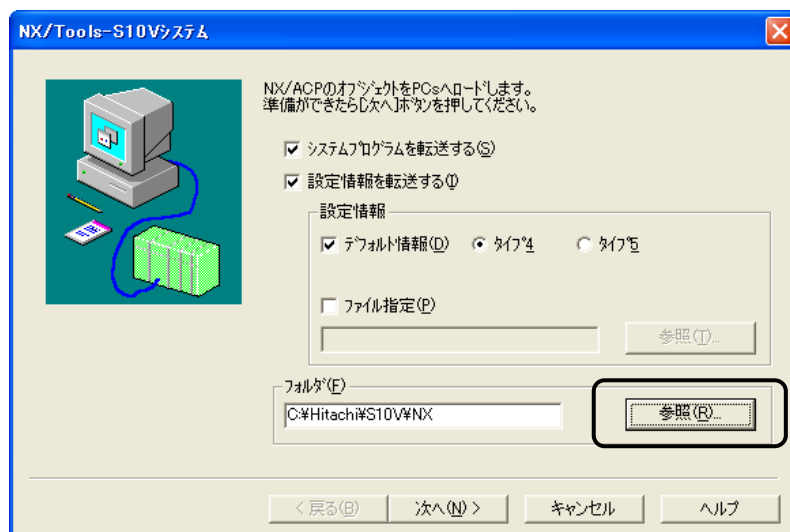 NX/Tools-S10Vシステム
NX/ACPのオブジェクトをPCsへロードします。
準備ができたら[次へ]ボタンを押してください。
システムプログラムを転送する(S)
設定情報を転送する(I)
設定情報
デフォルト情報(D) タイプ4 タイプ5
ファイル指定(P)
参照(T)...
フォルダ(F)
C:¥Hitachi¥S10V¥NX
参照(R)...
< 戻る(B) 次へ(N) > キャンセル ヘルプ